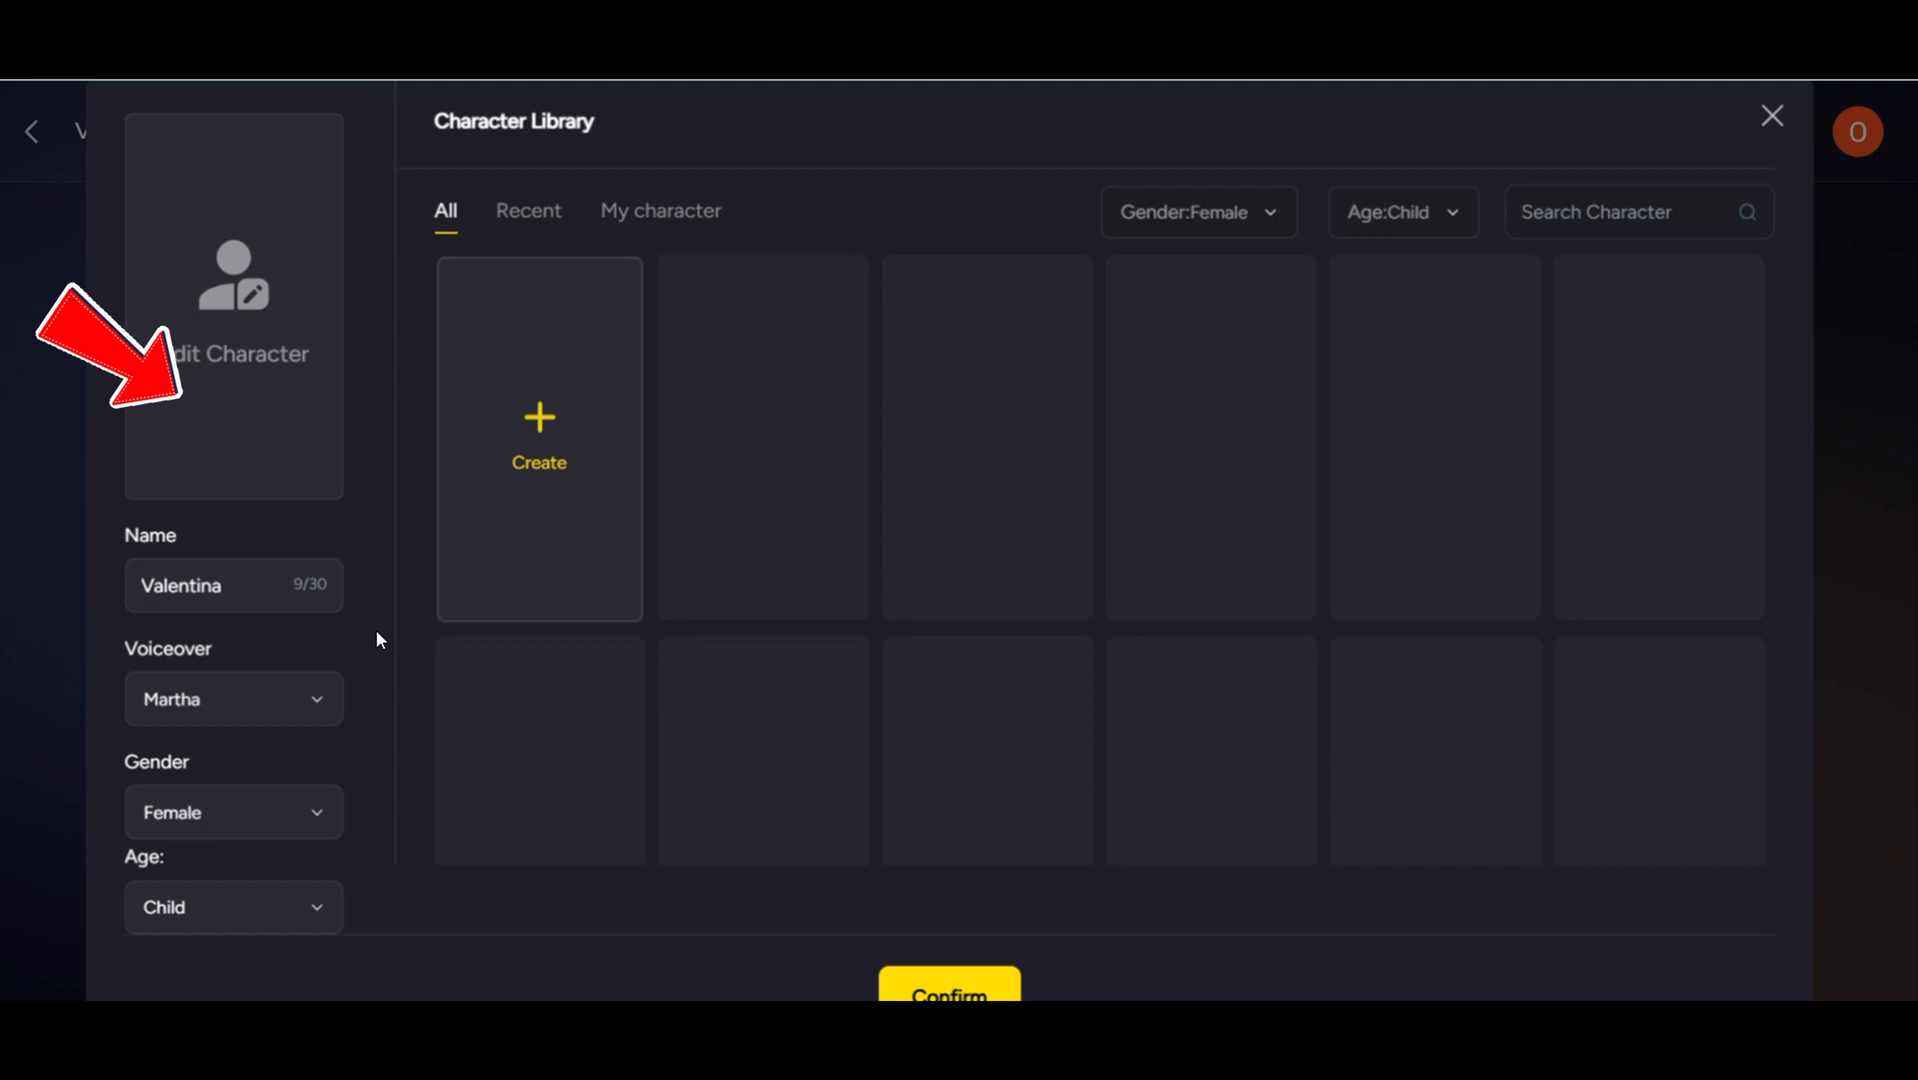 V
Character Library
O
All
Recent
My character
Gender:Female
Age:Child
Search Character
dit Character
Create
Name
Valentina
9/30
Voiceover
Martha
Gender
Female
Age:
Child
Confirm